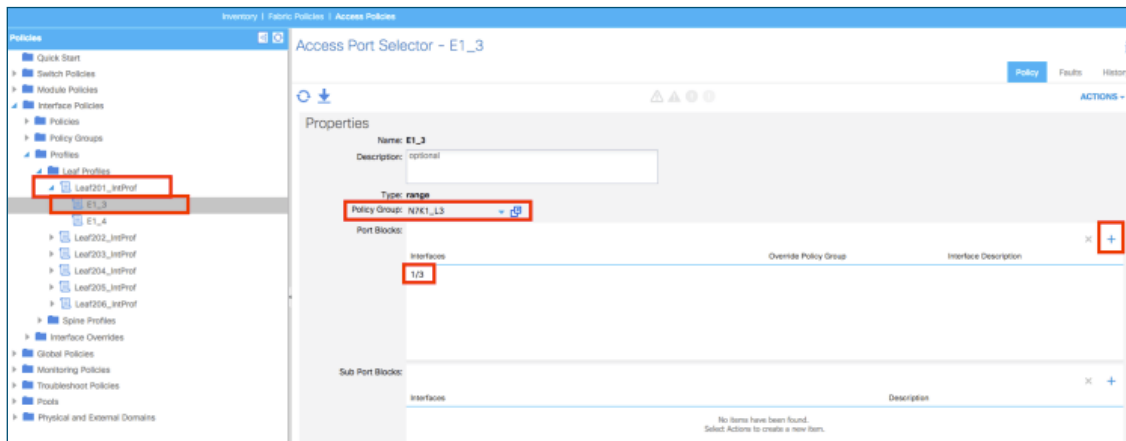 Inventory | Fabric Policies | Access Policies
Policies
Quick Start
Switch Policies
Module Policies
Interface Policies
Policies
Policy Groups
Profiles
Leaf Profiles
Leaf201_IntProf
E1_3
E1_4
Leaf202_IntProf
Leaf203_IntProf
Leaf204_IntProf
Leaf205_IntProf
Leaf206_IntProf
Spine Profiles
Interface Overrides
Global Policies
Monitoring Policies
Troubleshoot Policies
Pools
Physical and External Domains
Access Port Selector - E1_3
Policy Faults Histor
ACTIONS
Properties
Name: E1_3
Description: optional
Type: range
Policy Group: N7K1_L3
Port Blocks:
Interfaces Override Policy Group Interface Description
1/3
Sub Port Blocks:
Interfaces Description
No items have been found.
Select Actions to create a new item.